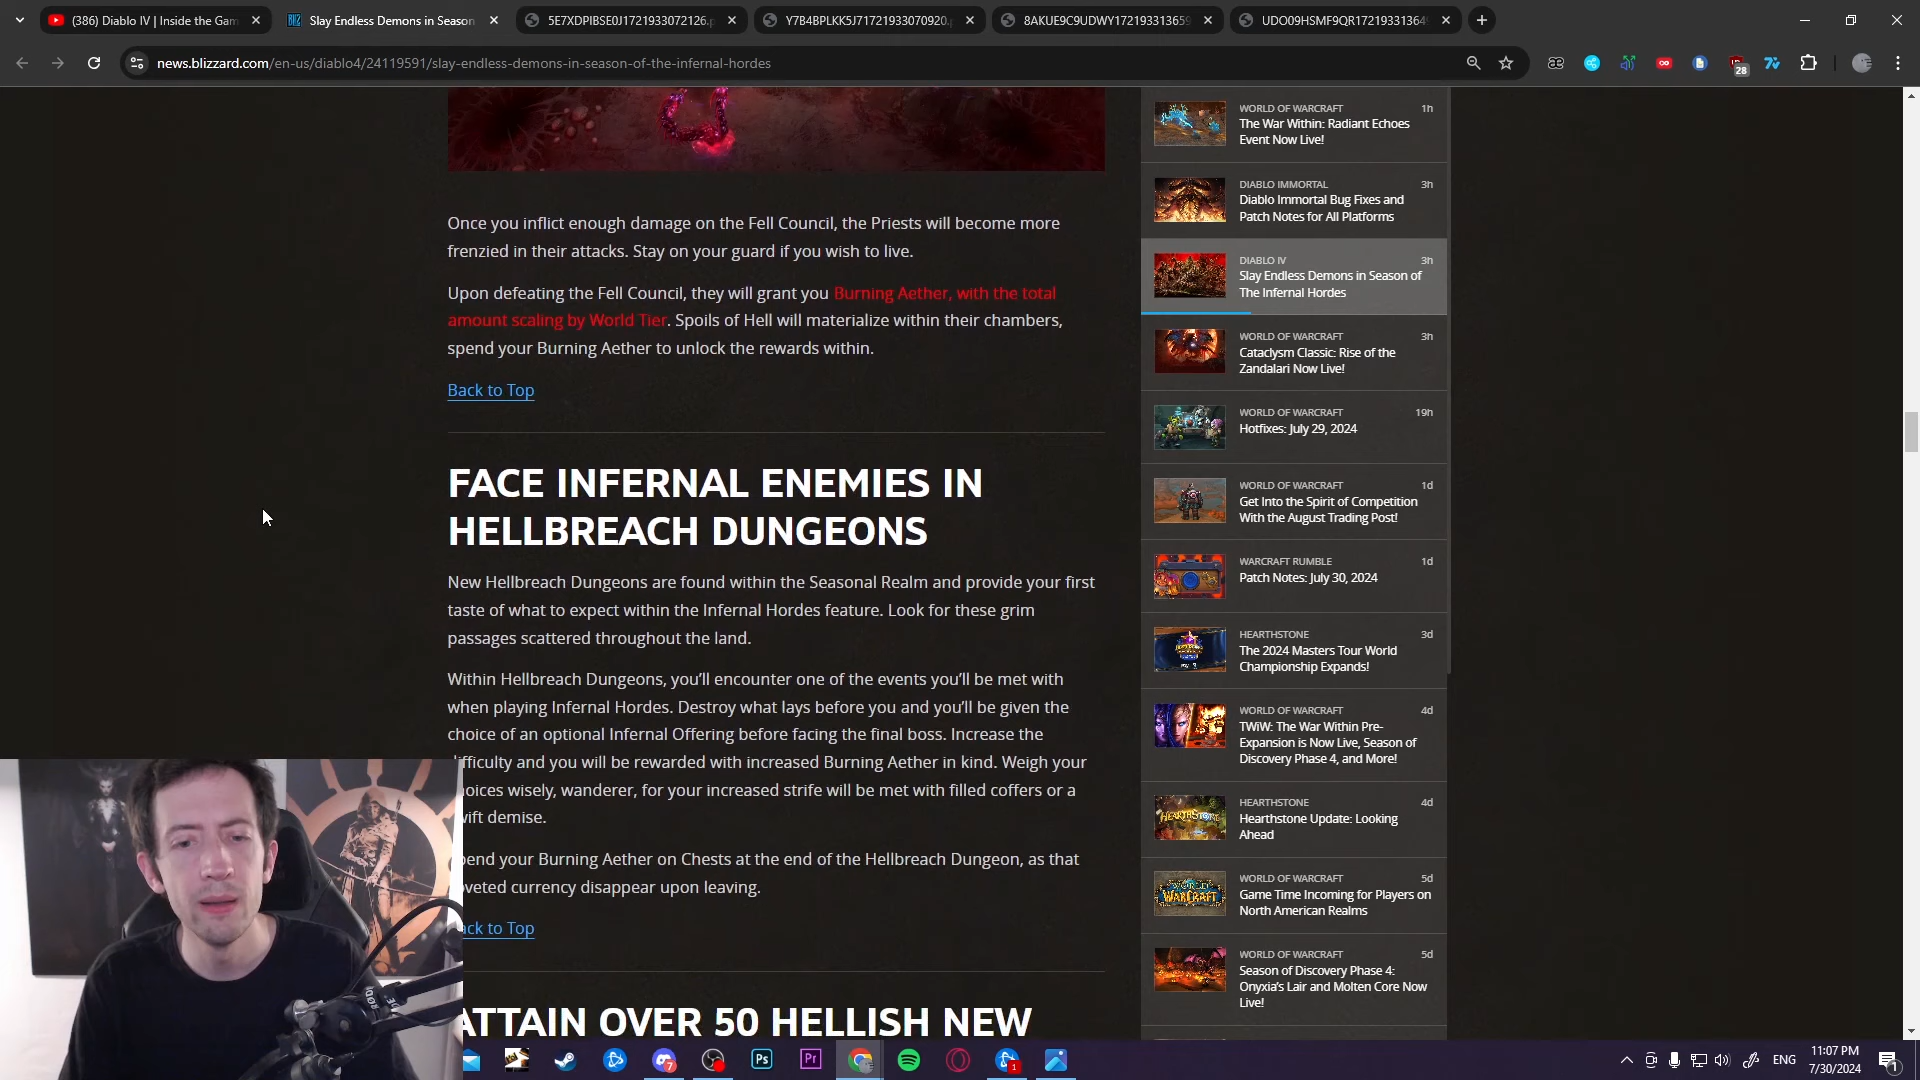 (386) Diablo IV | Inside the Gam
Slay Endless Demons in Season
5E7XDPIBSE0J1721933072126.p
Y7B4BPLKK5J71721933070920.
8AKUE9C9UDWY1721933136​59
UDO09HSMF9QR172193313​64
news.blizzard.com/en-us/diablo4/24119591/slay-endless-demons-in-season-of-the-infernal-hordes
28
Once you inflict enough damage on the Fell Council, the Priests will become more
frenzied in their attacks. Stay on your guard if you wish to live.
Upon defeating the Fell Council, they will grant you Burning Aether, with the total
amount scaling by World Tier. Spoils of Hell will materialize within their chambers,
spend your Burning Aether to unlock the rewards within.
Back to Top
FACE INFERNAL ENEMIES IN
HELLBREACH DUNGEONS
New Hellbreach Dungeons are found within the Seasonal Realm and provide your first
taste of what to expect within the Infernal Hordes feature. Look for these grim
passages scattered throughout the land.
Within Hellbreach Dungeons, you'll encounter one of the events you'll be met with
when playing Infernal Hordes. Destroy what lays before you and you'll be given the
choice of an optional Infernal Offering before facing the final boss. Increase the
ifficulty and you will be rewarded with increased Burning Aether in kind. Weigh your
oices wisely, wanderer, for your increased strife will be met with filled coffers or a
wift demise.
pend your Burning Aether on Chests at the end of the Hellbreach Dungeon, as that
oveted currency disappear upon leaving.
ck to Top
ATTAIN OVER 50 HELLISH NEW
WORLD OF WARCRAFT 1h
The War Within: Radiant Echoes
Event Now Live!
DIABLO IMMORTAL 3h
Diablo Immortal Bug Fixes and
Patch Notes for All Platforms
DIABLO IV 3h
Slay Endless Demons in Season of
The Infernal Hordes
WORLD OF WARCRAFT 3h
Cataclysm Classic: Rise of the
Zandalari Now Live!
WORLD OF WARCRAFT 19h
Hotfixes: July 29, 2024
WORLD OF WARCRAFT 1d
Get Into the Spirit of Competition
With the August Trading Post!
WARCRAFT RUMBLE 1d
Patch Notes: July 30, 2024
HEARTHSTONE 3d
The 2024 Masters Tour World
Championship Expands!
WORLD OF WARCRAFT 4d
TWiW: The War Within Pre-
Expansion is Now Live, Season of
Discovery Phase 4, and More!
HEARTHSTONE 4d
Hearthstone Update: Looking
Ahead
WORLD OF WARCRAFT 5d
Game Time Incoming for Players on
North American Realms
WORLD OF WARCRAFT 5d
Season of Discovery Phase 4:
Onyxia's Lair and Molten Core Now
Live!
HEARTHSTONE
WORLD OF WARCRAFT
RØDE
7
Ps
Pr
1
ENG
11:07 PM
7/30/2024
1